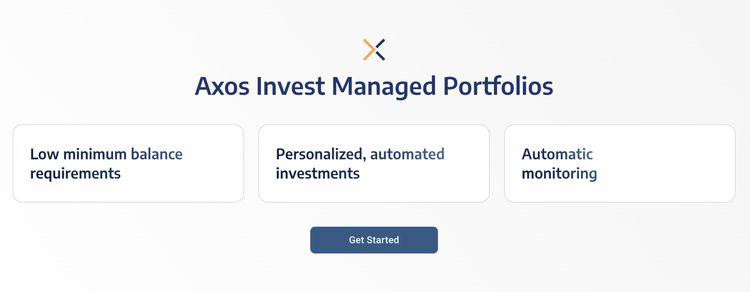 Axos Invest Managed Portfolios
Low minimum balance
requirements
Personalized, automated
investments
Automatic
monitoring
Get Started